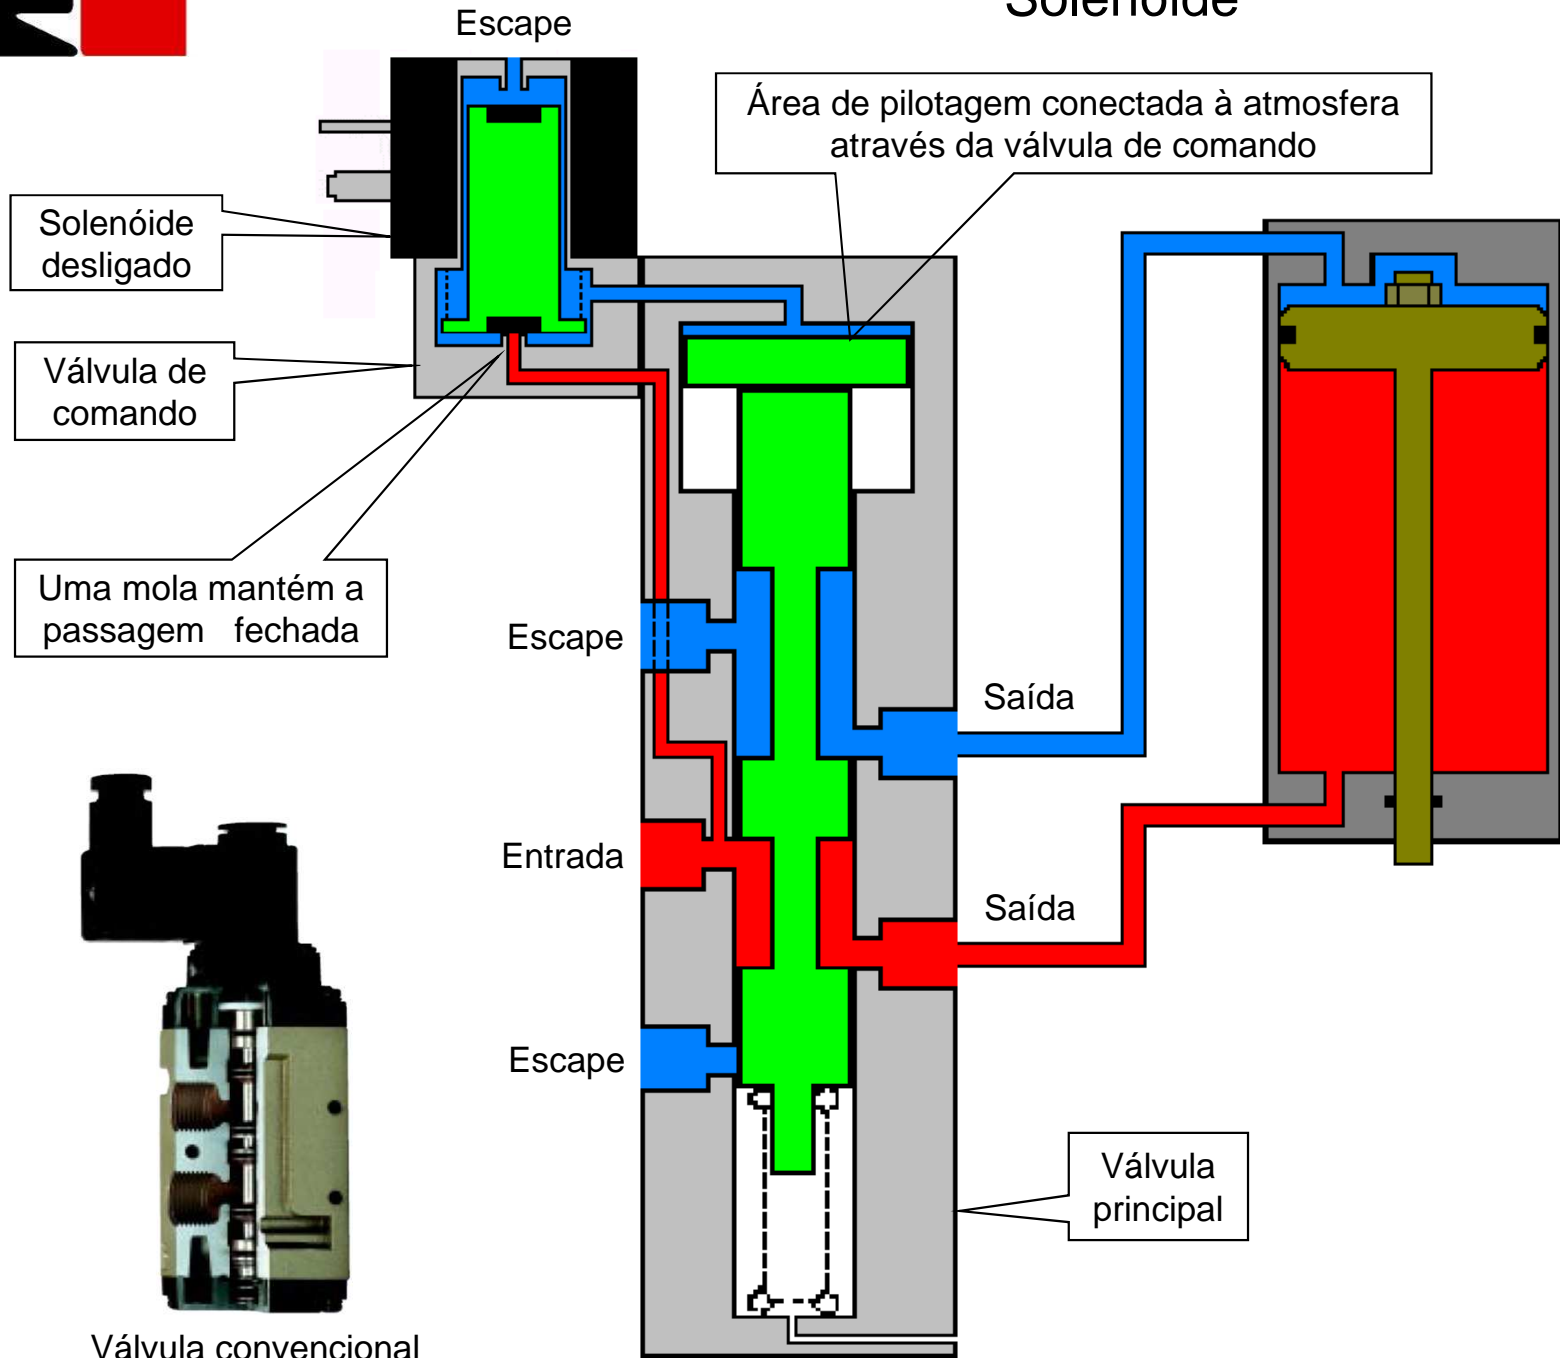 Solenóide
Escape
Área de pilotagem conectada à atmosfera
através da válvula de comando
Solenóide
desligado
Válvula de
comando
Uma mola mantém a
passagem fechada
Escape
Saída
Entrada
Saída
Escape
Válvula
principal
Válvula convencional